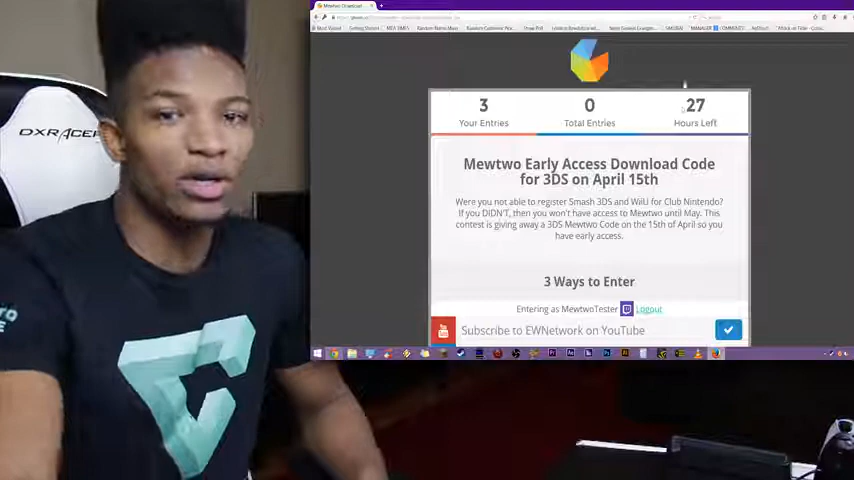 DXRACER
Mewtwo Download
3
Your Entries
0
Total Entries
27
Hours Left
Mewtwo Early Access Download Code
for 3DS on April 15th
Were you not able to register Smash 3DS and WiiU for Club Nintendo?
If you DIDN'T, then you won't have access to Mewtwo until May. This
contest is giving away a 3DS Mewtwo Code on the 15th of April so you
have early access.
3 Ways to Enter
Entering as MewtwoTester Logout
Subscribe to EWNetwork on YouTube